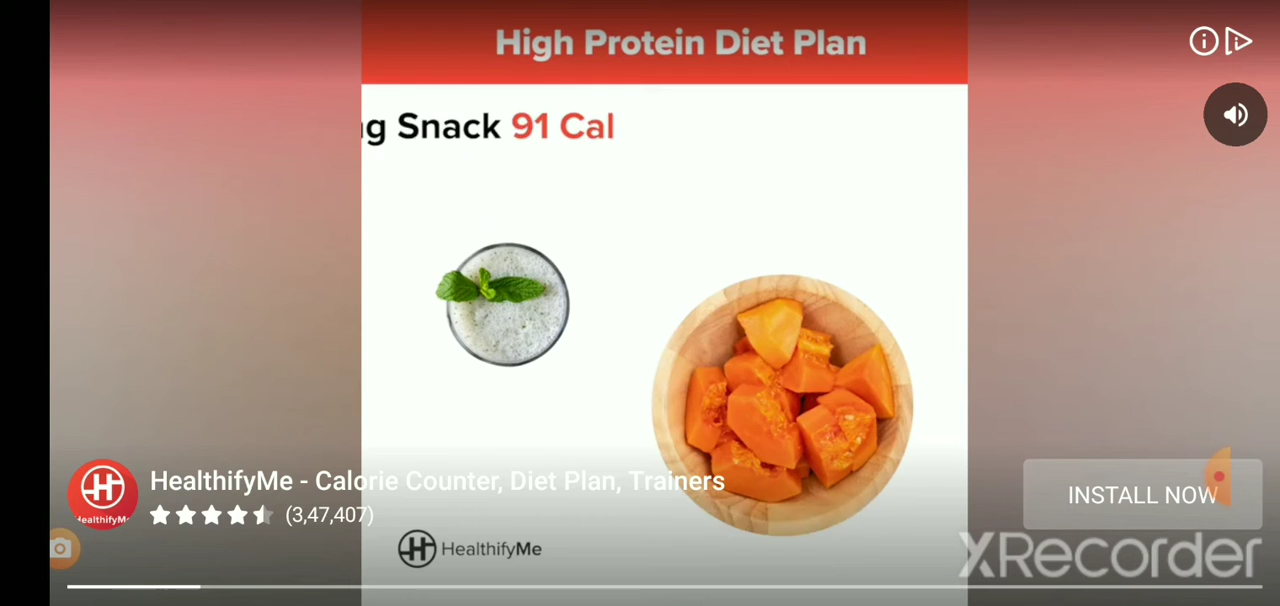 High Protein Diet Plan
g Snack 91 Cal
HealthifyMe - Calorie Counter, Diet Plan, Trainers
HealthifyMe
(3,47,407)
INSTALL NOW
HealthifyMe
XRecorder